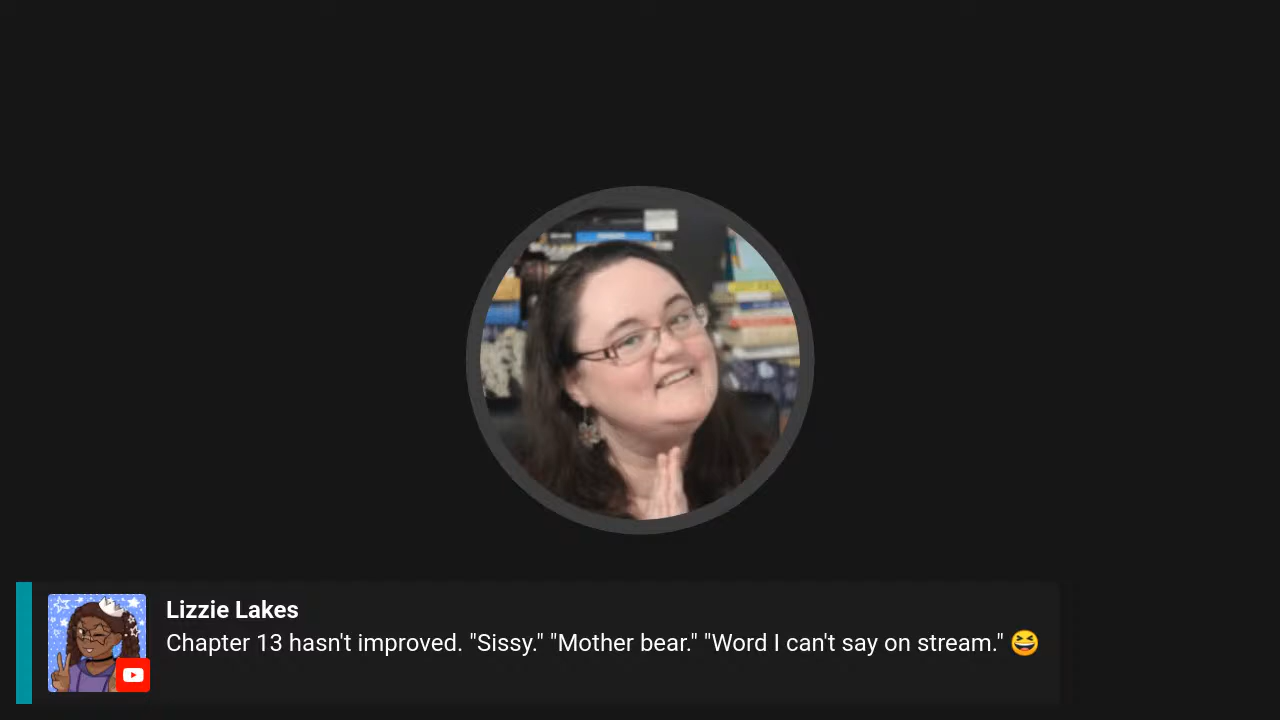 Lizzie Lakes
Chapter 13 hasn't improved. "Sissy." "Mother bear." "Word I can't say on stream." 😆